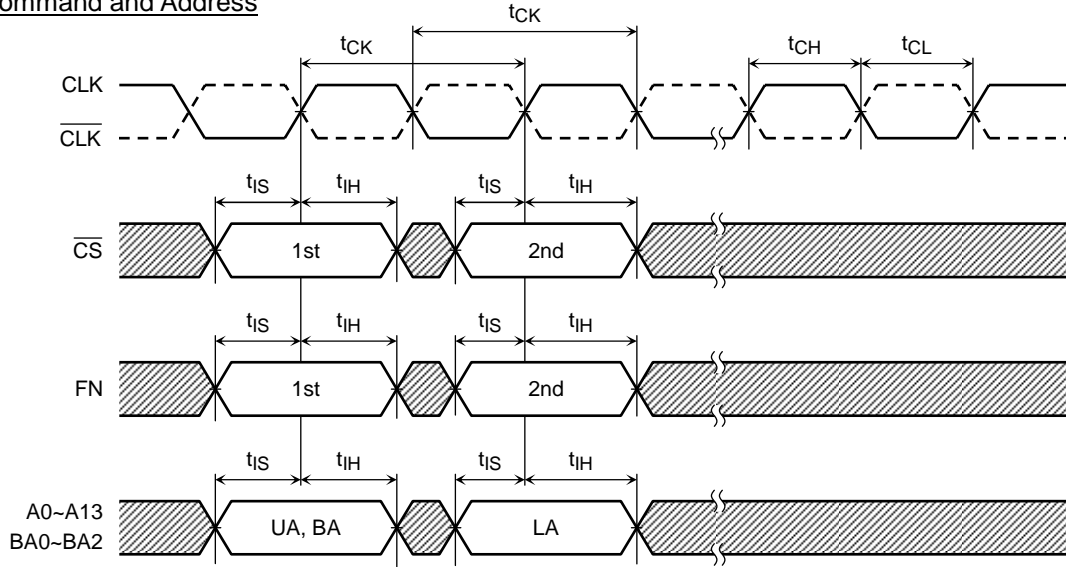 ommand and Address
tCK
tCK tCH tCL
CLK
CLK
tIS tIH tIS tIH
CS 1st 2nd
tIS tIH tIS tIH
FN 1st 2nd
tIS tIH tIS tIH
A0~A13
BA0~BA2
UA, BA LA